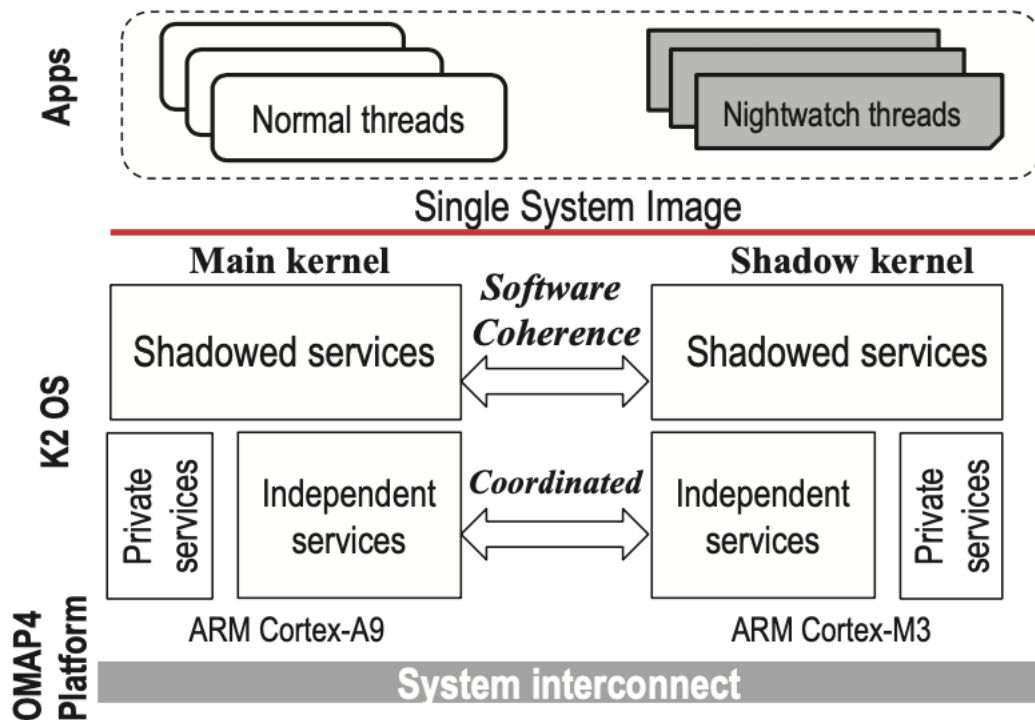 Apps
Normal threads
Nightwatch threads
Single System Image
K2 OS
Main kernel
Shadow kernel
Shadowed services
Software
Coherence
Shadowed services
Private
services
Independent
services
Coordinated
Independent
services
Private
services
OMAP4
Platform
ARM Cortex-A9
ARM Cortex-M3
System interconnect